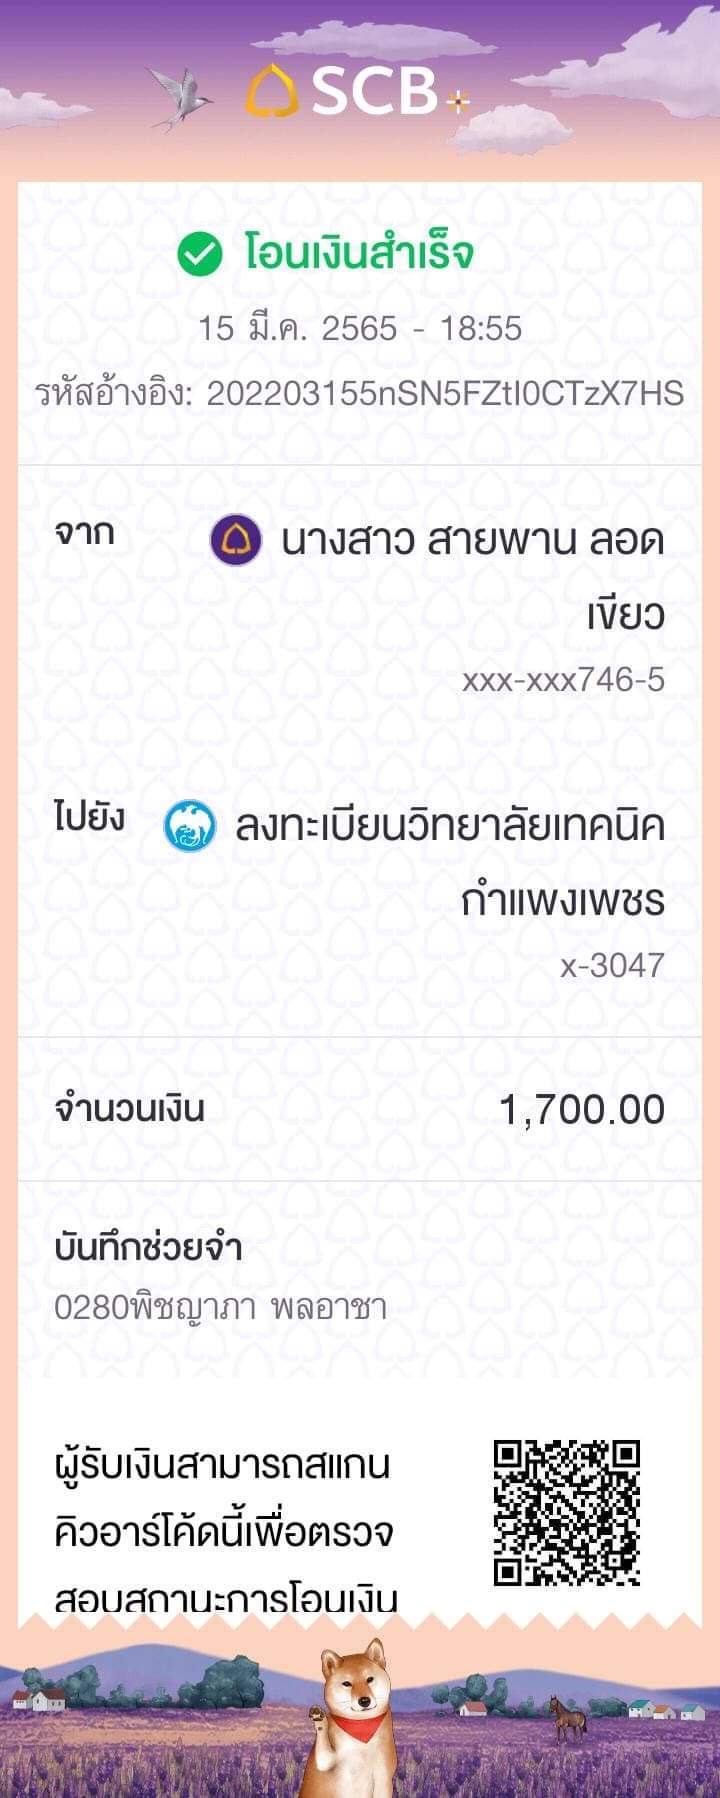 SCB
โอนเงินสำเร็จ
15 มี.ค. 2565 - 18:55
รหัสอ้างอิง: 202203155nSN5FZtI0CTzX7HS
จาก นางสาว สายพาน ลอด
เขียว
xxx-xxx746-5
ไปยัง ลงทะเบียนวิทยาลัยเทคนิค
กำแพงเพชร
x-3047
จำนวนเงิน 1,700.00
บันทึกช่วยจำ
0280พิชญาภา พลอาชา
ผู้รับเงินสามารถสแกน
คิวอาร์โค้ดนี้เพื่อตรวจ
สอบสถานะการโอนเงิน